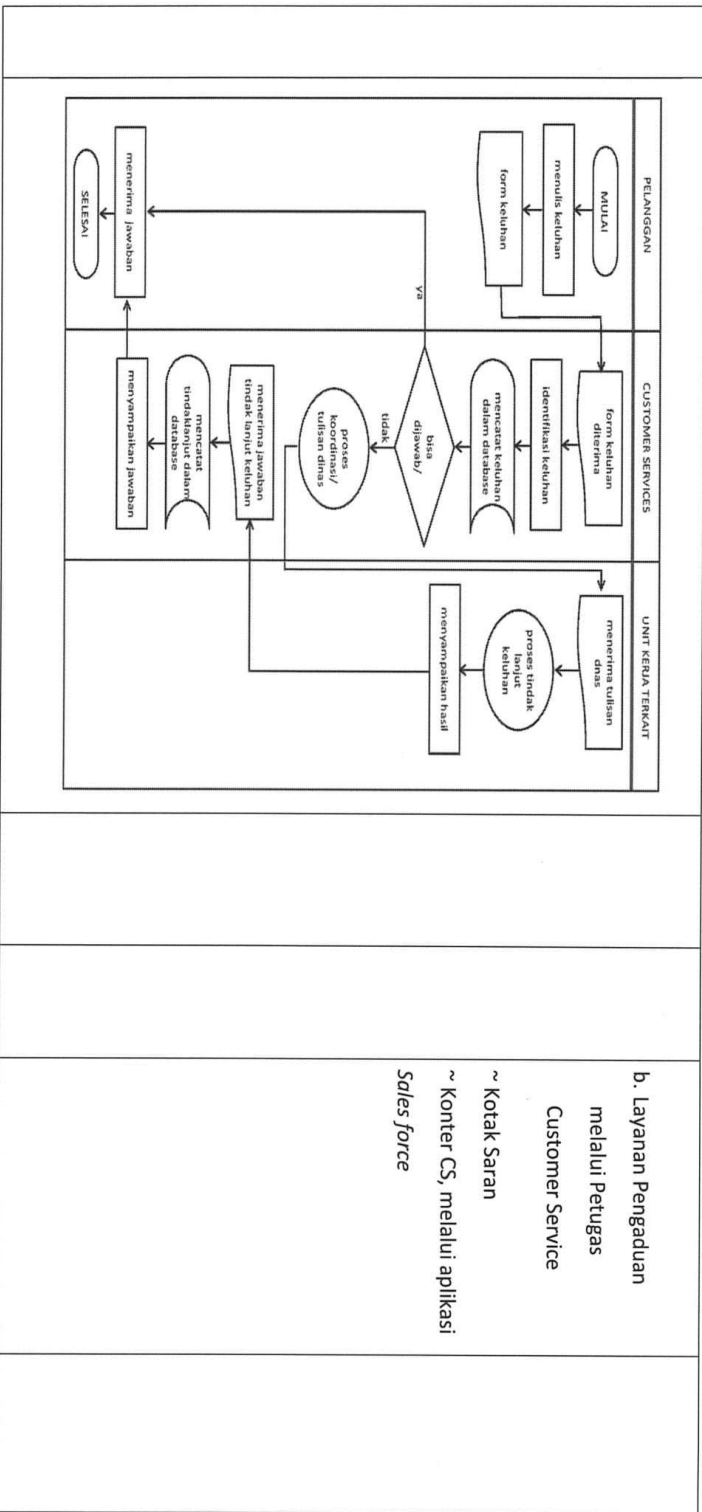 PELANGGAN
CUSTOMER SERVICES
UNIT KERJA TERKAIT
MULAI
menulis keluhan
form keluhan
form keluhan
diterima
identifikasi keluhan
mencatat keluhan
dalam database
bisa
dijawab/
ya
tidak
proses
koordinasi/
tulisan dinas
menerima tulisan
dnas
proses tindak
lanjut
keluhan
menyampaikan hasil
menerima jawaban
tindak lanjut keluhan
mencatat
tindaklanjut dalam
database
menyampaikan jawaban
menerima jawaban
SELESAI
b. Layanan Pengaduan
melalui Petugas
Customer Service
~ Kotak Saran
~ Konter CS, melalui aplikasi
Sales force